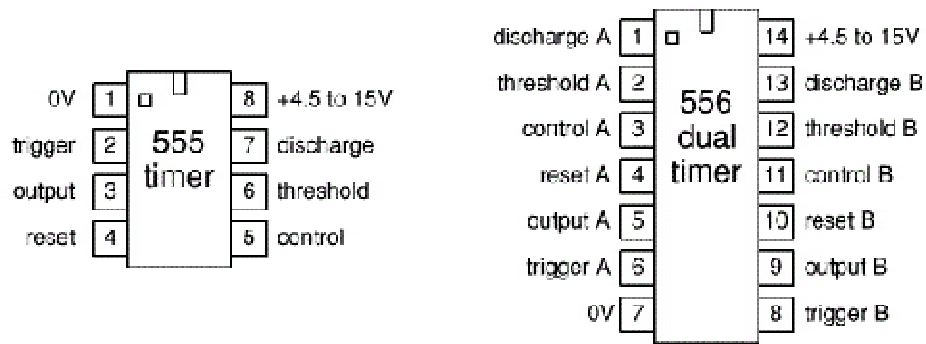 0V 1 8 +4.5 to 15V
trigger 2 7 discharge
output 3 6 threshold
reset 4 5 control
555
timer
discharge A 1 14 +4.5 to 15V
threshold A 2 13 discharge B
control A 3 12 threshold B
reset A 4 11 control B
output A 5 10 reset B
trigger A 6 9 output B
0V 7 8 trigger B
556
dual
timer